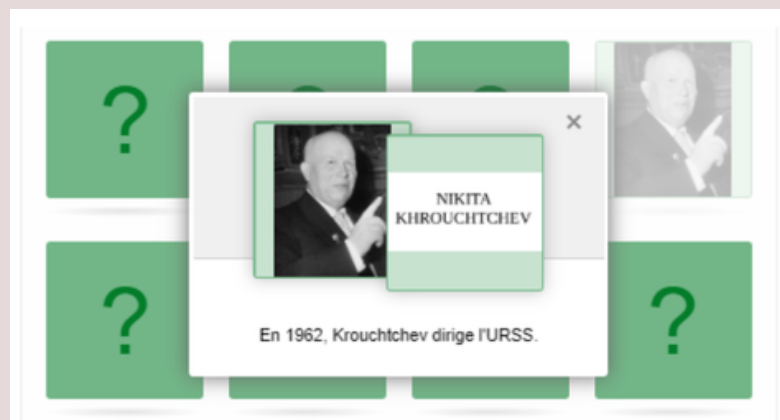 ?
?
×
NIKITA
KHROUCHTCHEV
En 1962, Krouchtchev dirige l'URSS.
?
?